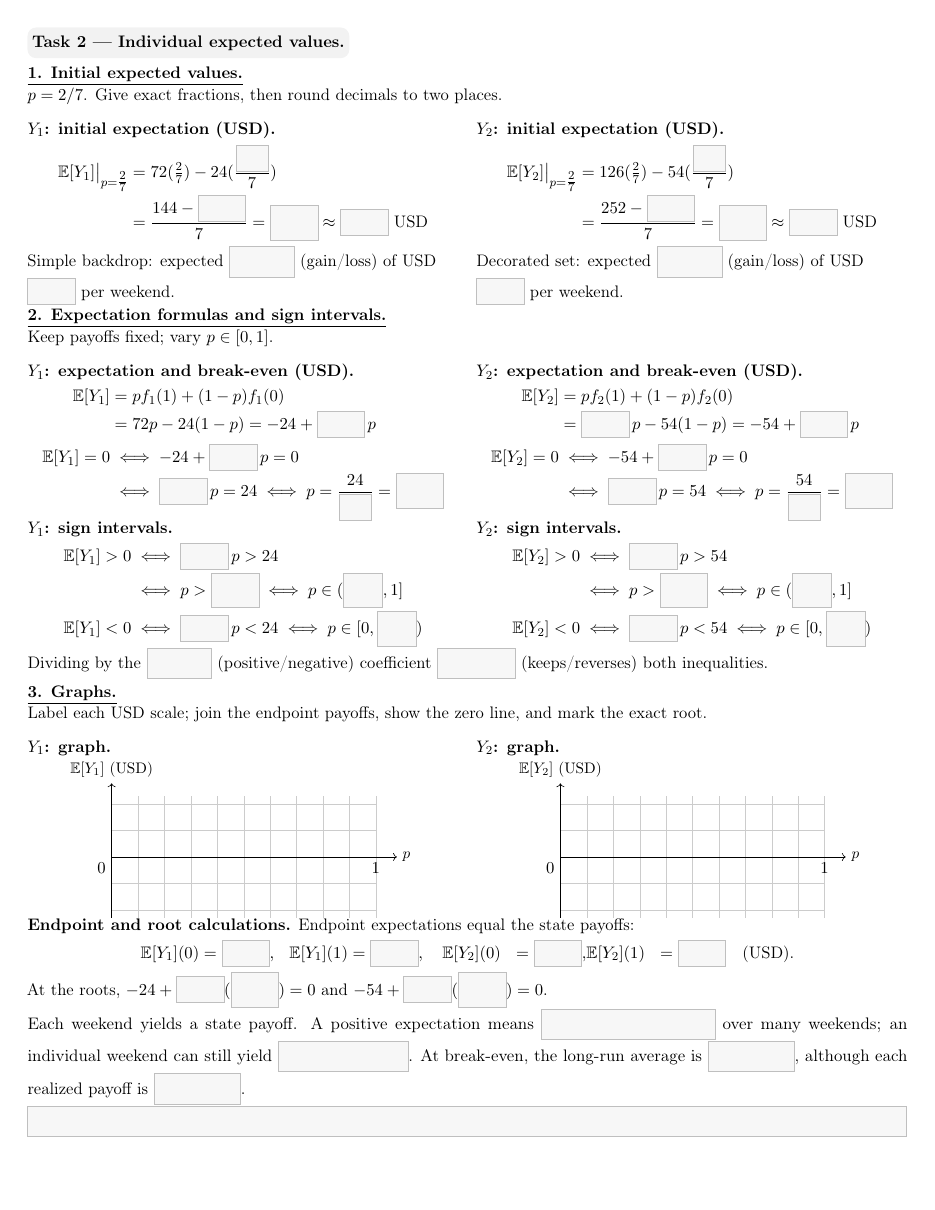 Task 2 — Individual expected values.
1. Initial expected values.
p = 2/7. Give exact fractions, then round decimals to two places.
Y₁: initial expectation (USD).
𝔼[Y₁]|ₚ₌2/7 = 72(2/7) − 24( /7)
= (144 − )/7 = ≈ USD
Simple backdrop: expected (gain/loss) of USD
per weekend.
Y₂: initial expectation (USD).
𝔼[Y₂]|ₚ₌2/7 = 126(2/7) − 54( /7)
= (252 − )/7 = ≈ USD
Decorated set: expected (gain/loss) of USD
per weekend.
2. Expectation formulas and sign intervals.
Keep payoffs fixed; vary p ∈ [0, 1].
Y₁: expectation and break-even (USD).
𝔼[Y₁] = pf₁(1) + (1 − p)f₁(0)
= 72p − 24(1 − p) = −24 + p
𝔼[Y₁] = 0 ⟺ −24 + p = 0
⟺ p = 24 ⟺ p = 24/ =
Y₁: sign intervals.
𝔼[Y₁] > 0 ⟺ p > 24
⟺ p > ⟺ p ∈ ( , 1]
𝔼[Y₁] < 0 ⟺ p < 24 ⟺ p ∈ [0, )
Y₂: expectation and break-even (USD).
𝔼[Y₂] = pf₂(1) + (1 − p)f₂(0)
= p − 54(1 − p) = −54 + p
𝔼[Y₂] = 0 ⟺ −54 + p = 0
⟺ p = 54 ⟺ p = 54/ =
Y₂: sign intervals.
𝔼[Y₂] > 0 ⟺ p > 54
⟺ p > ⟺ p ∈ ( , 1]
𝔼[Y₂] < 0 ⟺ p < 54 ⟺ p ∈ [0, )
Dividing by the (positive/negative) coefficient (keeps/reverses) both inequalities.
3. Graphs.
Label each USD scale; join the endpoint payoffs, show the zero line, and mark the exact root.
Y₁: graph.
𝔼[Y₁] (USD)
p
0 1
Y₂: graph.
𝔼[Y₂] (USD)
p
0 1
Endpoint and root calculations. Endpoint expectations equal the state payoffs:
𝔼[Y₁](0) = , 𝔼[Y₁](1) = , 𝔼[Y₂](0) = ,𝔼[Y₂](1) = (USD).
At the roots, −24 + ( ) = 0 and −54 + ( ) = 0.
Each weekend yields a state payoff. A positive expectation means over many weekends; an
individual weekend can still yield . At break-even, the long-run average is , although each
realized payoff is .